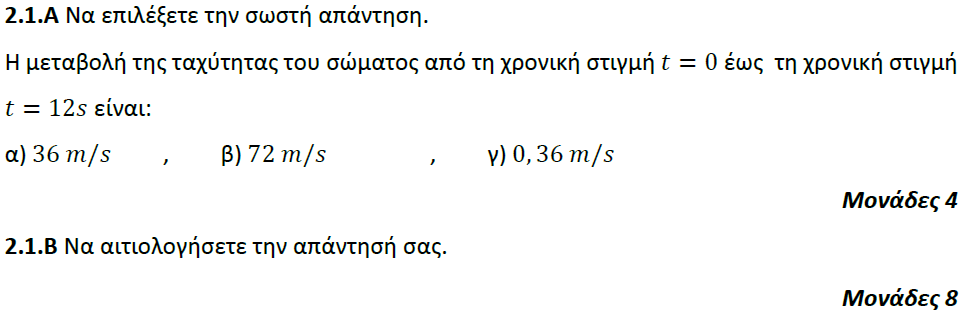 2.1.Α Να επιλέξετε την σωστή απάντηση.
Η μεταβολή της ταχύτητας του σώματος από τη χρονική στιγμή t = 0 έως τη χρονική στιγμή
t = 12s είναι:
α) 36 m/s , β) 72 m/s , γ) 0,36 m/s
Μονάδες 4
2.1.Β Να αιτιολογήσετε την απάντησή σας.
Μονάδες 8